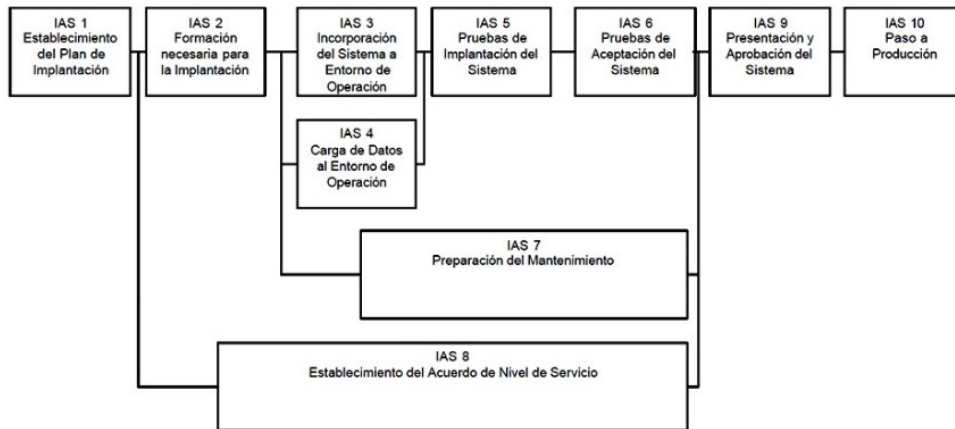 IAS 1
Establecimiento
del Plan de
Implantación
IAS 2
Formación
necesaria para
la Implantación
IAS 3
Incorporación
del Sistema a
Entorno de
Operación
IAS 5
Pruebas de
Implantación del
Sistema
IAS 6
Pruebas de
Aceptación del
Sistema
IAS 9
Presentación y
Aprobación del
Sistema
IAS 10
Paso a
Producción
IAS 4
Carga de Datos
al Entorno de
Operación
IAS 7
Preparación del Mantenimiento
IAS 8
Establecimiento del Acuerdo de Nivel de Servicio